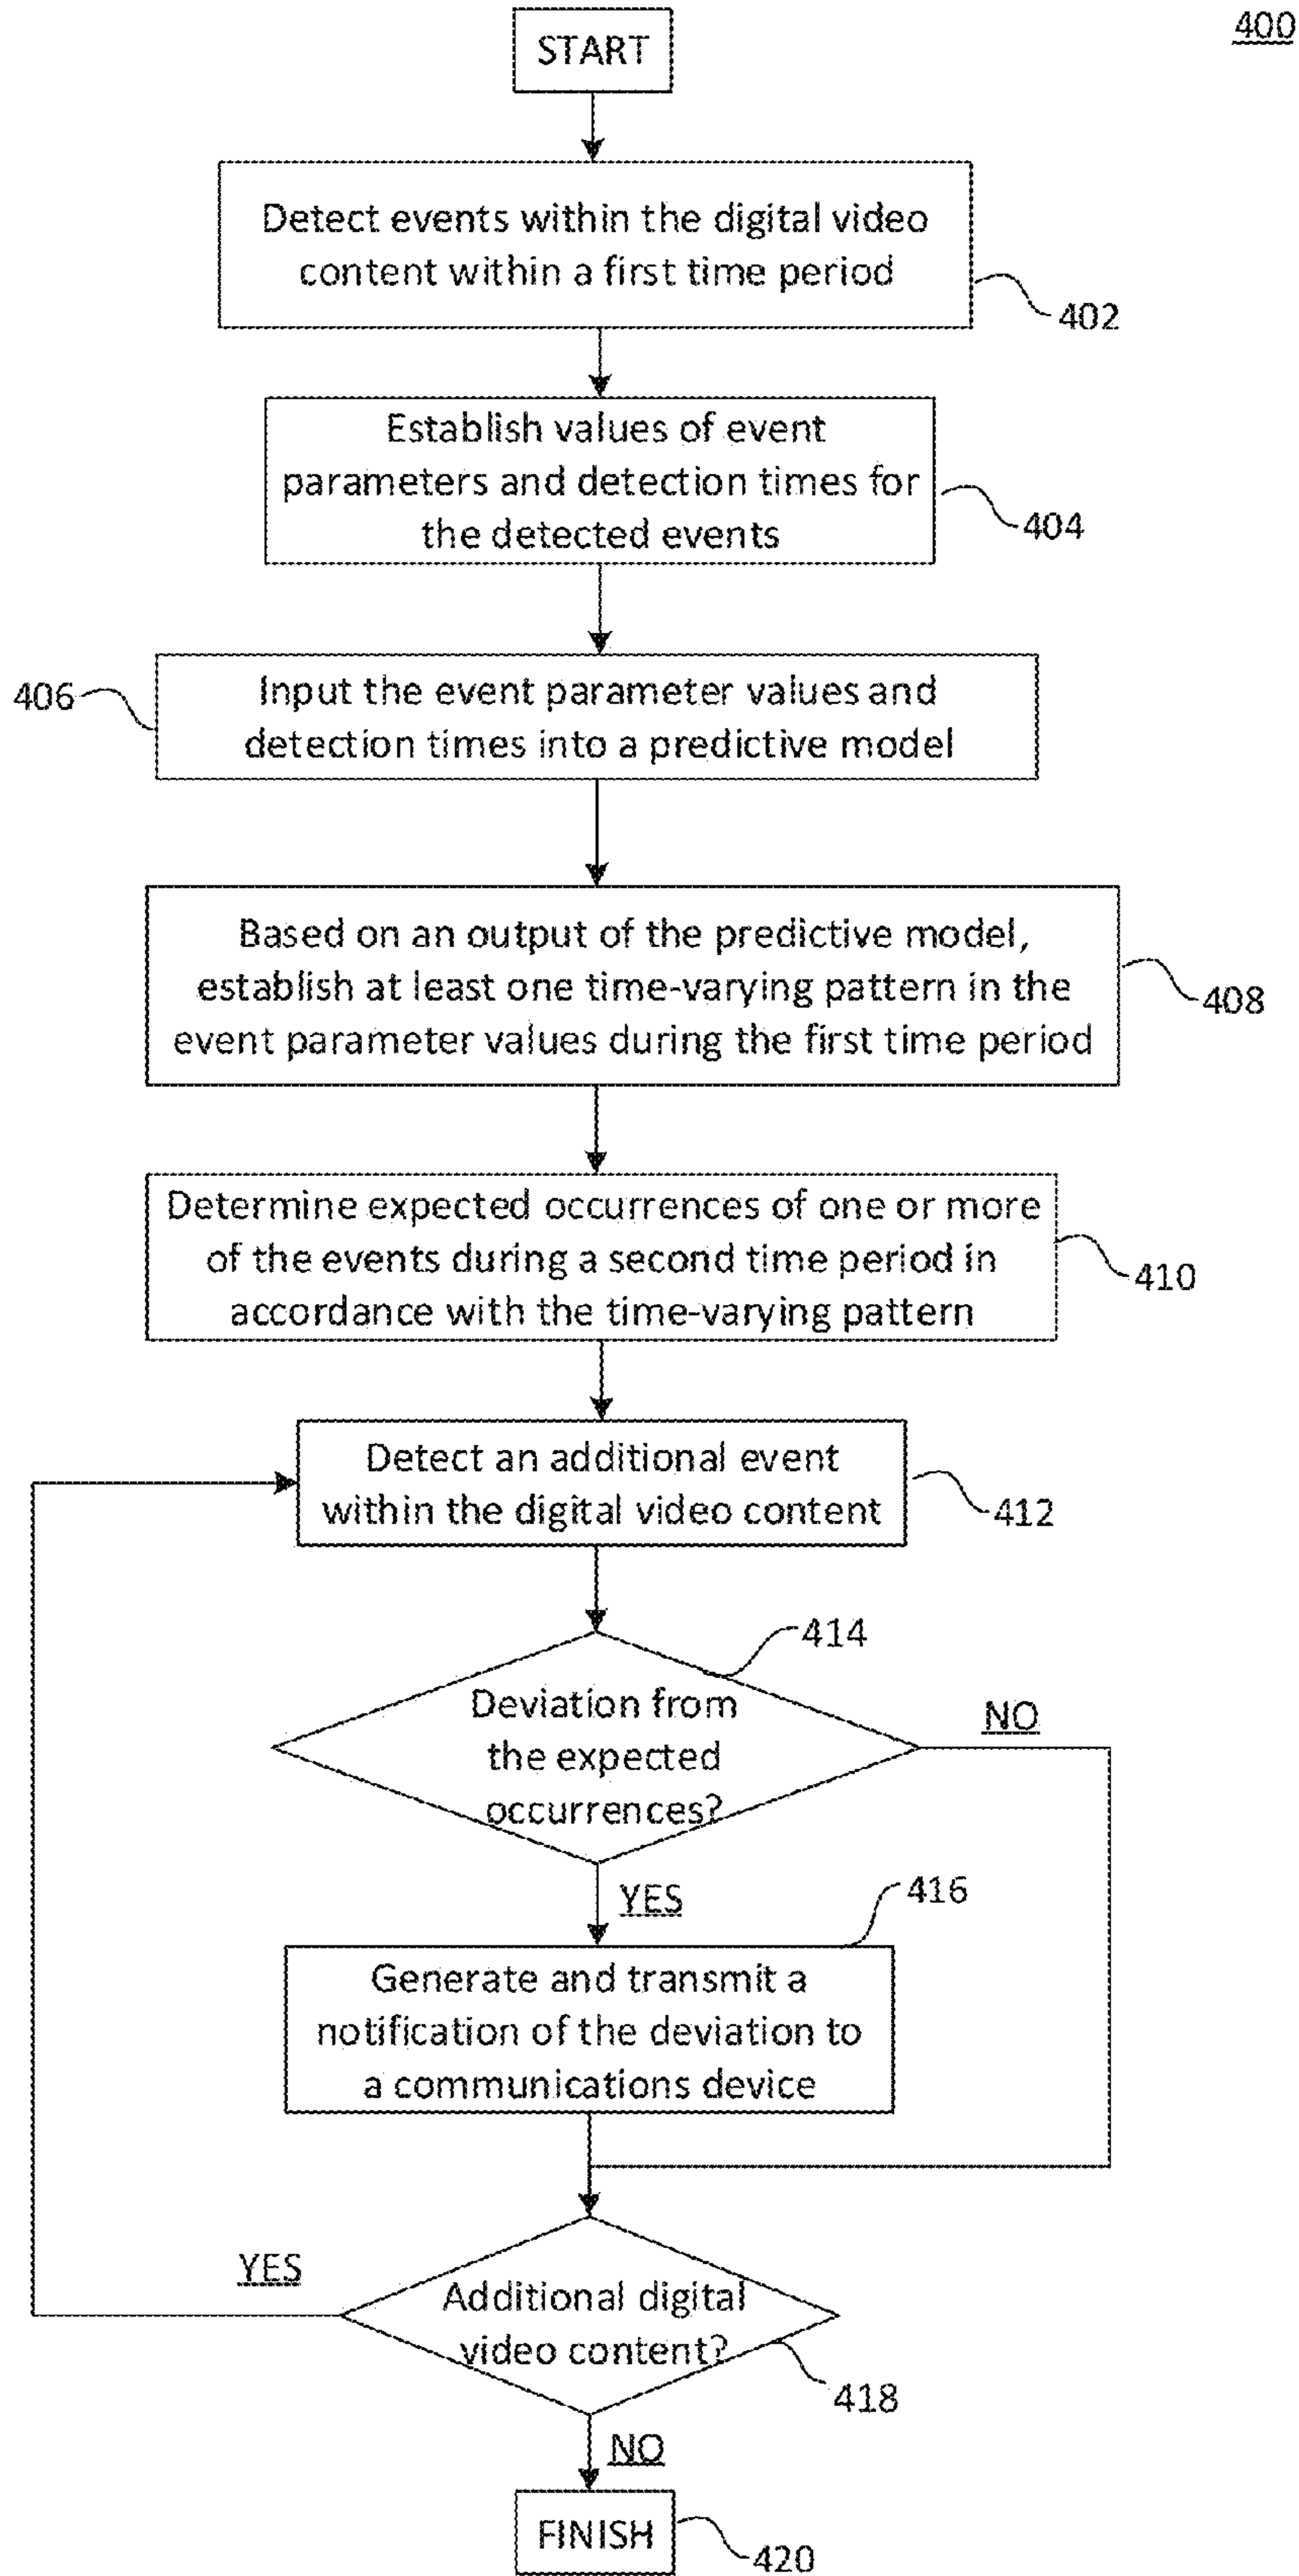 400
START
Detect events within the digital video
content within a first time period
402
Establish values of event
parameters and detection times for
the detected events
404
406
Input the event parameter values and
detection times into a predictive model
Based on an output of the predictive model,
establish at least one time-varying pattern in the
event parameter values during the first time period
408
Determine expected occurrences of one or more
of the events during a second time period in
accordance with the time-varying pattern
410
Detect an additional event
within the digital video content
412
414
Deviation from
the expected
occurrences?
NO
YES
416
Generate and transmit a
notification of the deviation to
a communications device
YES
Additional digital
video content?
418
NO
FINISH
420